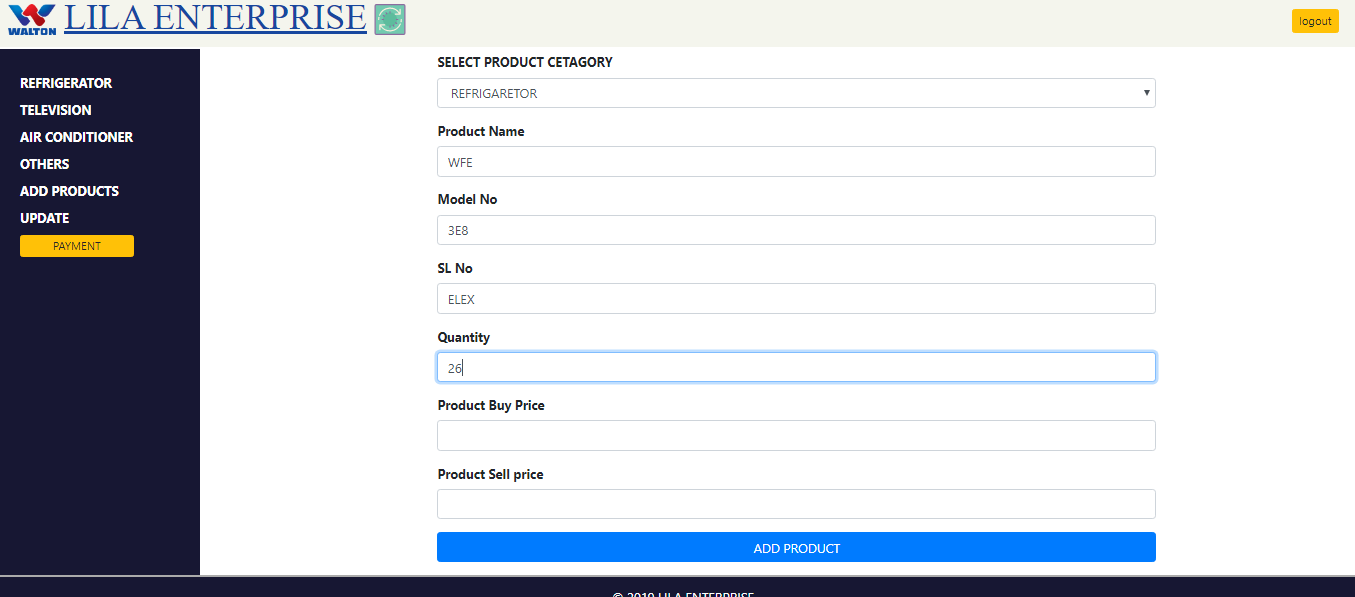 WALTON LILA ENTERPRISE
logout
REFRIGERATOR
TELEVISION
AIR CONDITIONER
OTHERS
ADD PRODUCTS
UPDATE
PAYMENT
SELECT PRODUCT CETAGORY
REFRIGARETOR
Product Name
WFE
Model No
3E8
SL No
ELEX
Quantity
26
Product Buy Price
Product Sell price
ADD PRODUCT
© 2019 LILA ENTERPRISE